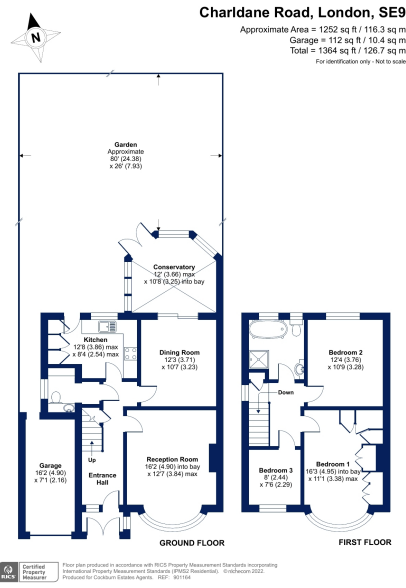 Charldane Road, London, SE9
Approximate Area = 1252 sq ft / 116.3 sq m
Garage = 112 sq ft / 10.4 sq m
Total = 1364 sq ft / 126.7 sq m
For identification only - Not to scale
N
Garden
Approximate
80' (24.38)
x 26' (7.93)
Conservatory
12' (3.66) max
x 10'8 (3.25) into bay
Kitchen
12'8 (3.86) max
x 8'4 (2.54) max
Dining Room
12'3 (3.71)
x 10'7 (3.23)
Bedroom 2
12'4 (3.76)
x 10'9 (3.28)
Down
Garage
16'2 (4.90)
x 7'1 (2.16)
Up
Entrance
Hall
Reception Room
16'2 (4.90) into bay
x 12'7 (3.84) max
Bedroom 3
8' (2.44)
x 7'6 (2.29)
Bedroom 1
16'3 (4.95) into bay
x 11'1 (3.38) max
GROUND FLOOR
FIRST FLOOR
RICS
Certified
Property
Measurer
Floor plan produced in accordance with RICS Property Measurement Standards incorporating
International Property Measurement Standards (IPMS2 Residential). ©nichecom 2022.
Produced for Cockburn Estates Agents. REF: 901164